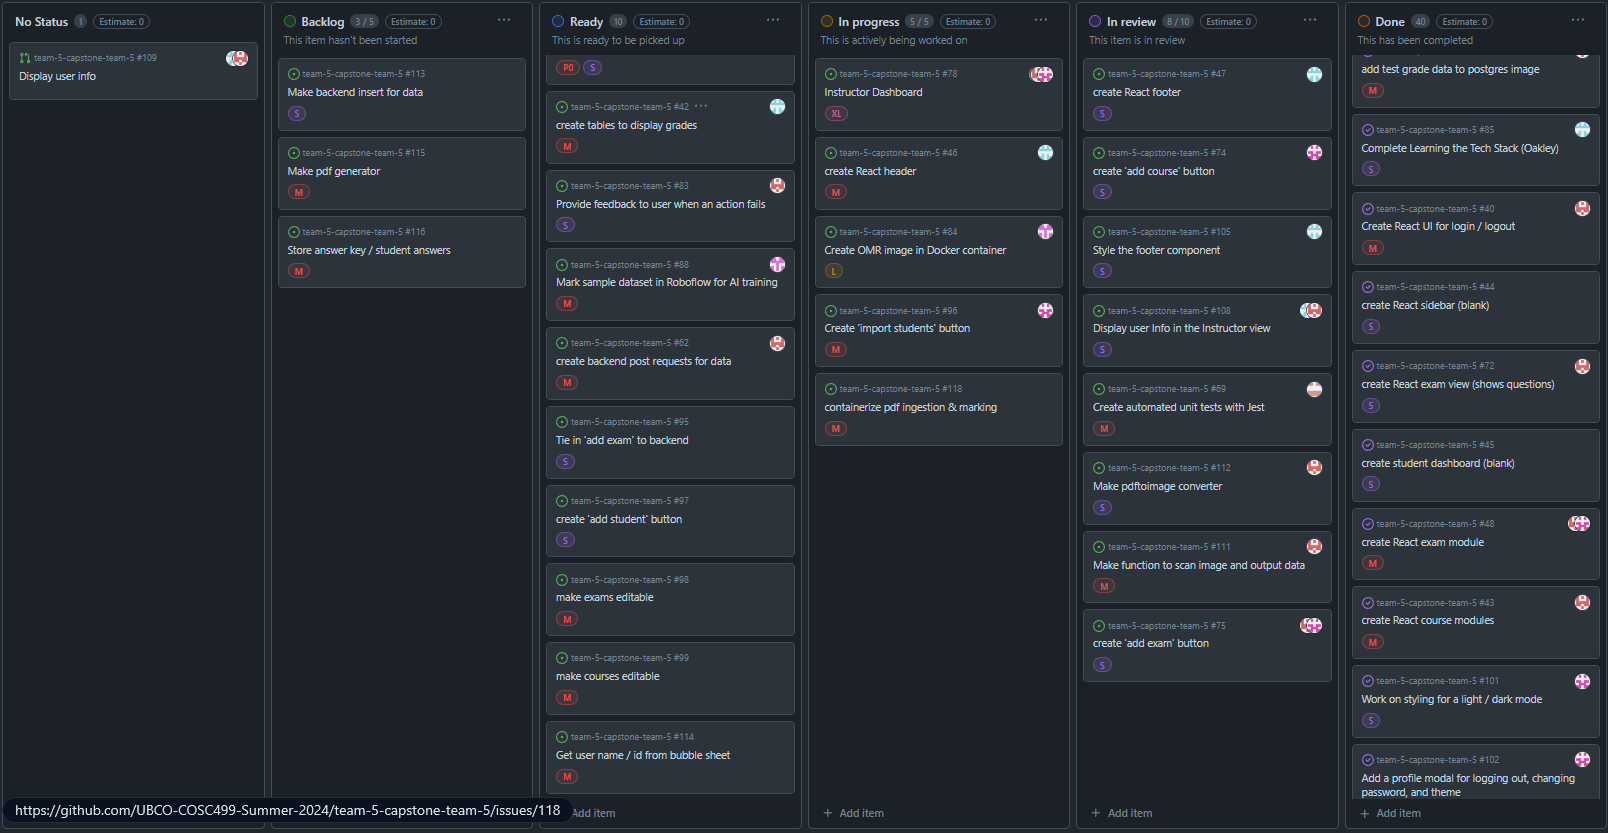 No Status 1 Estimate: 0
team-5-capstone-team-5 #109
Display user info
Backlog 3 / 5 Estimate: 0 ···
This item hasn't been started
team-5-capstone-team-5 #113
Make backend insert for data
S
team-5-capstone-team-5 #115
Make pdf generator
M
team-5-capstone-team-5 #116
Store answer key / student answers
M
Ready 10 Estimate: 0 ···
This is ready to be picked up
P0 S
team-5-capstone-team-5 #42 ···
create tables to display grades
M
team-5-capstone-team-5 #83
Provide feedback to user when an action fails
S
team-5-capstone-team-5 #88
Mark sample dataset in Roboflow for AI training
M
team-5-capstone-team-5 #62
create backend post requests for data
M
team-5-capstone-team-5 #95
Tie in 'add exam' to backend
S
team-5-capstone-team-5 #97
create 'add student' button
S
team-5-capstone-team-5 #98
make exams editable
M
team-5-capstone-team-5 #99
make courses editable
M
team-5-capstone-team-5 #114
Get user name / id from bubble sheet
M
Add item
In progress 5 / 5 Estimate: 0 ···
This is actively being worked on
team-5-capstone-team-5 #78
Instructor Dashboard
XL
team-5-capstone-team-5 #46
create React header
M
team-5-capstone-team-5 #84
Create OMR image in Docker container
L
team-5-capstone-team-5 #96
Create 'import students' button
M
team-5-capstone-team-5 #118
containerize pdf ingestion & marking
M
+ Add item
In review 8 / 10 Estimate: 0 ···
This item is in review
team-5-capstone-team-5 #47
create React footer
S
team-5-capstone-team-5 #74
create 'add course' button
S
team-5-capstone-team-5 #105
Style the footer component
S
team-5-capstone-team-5 #108
Display user Info in the Instructor view
S
team-5-capstone-team-5 #69
Create automated unit tests with Jest
M
team-5-capstone-team-5 #112
Make pdftoimage converter
S
team-5-capstone-team-5 #111
Make function to scan image and output data
M
team-5-capstone-team-5 #75
create 'add exam' button
S
+ Add item
Done 40 Estimate: 0 ···
This has been completed
add test grade data to postgres image
M
team-5-capstone-team-5 #85
Complete Learning the Tech Stack (Oakley)
S
team-5-capstone-team-5 #40
Create React UI for login / logout
M
team-5-capstone-team-5 #44
create React sidebar (blank)
S
team-5-capstone-team-5 #72
create React exam view (shows questions)
S
team-5-capstone-team-5 #45
create student dashboard (blank)
S
team-5-capstone-team-5 #48
create React exam module
M
team-5-capstone-team-5 #43
create React course modules
M
team-5-capstone-team-5 #101
Work on styling for a light / dark mode
S
team-5-capstone-team-5 #102
Add a profile modal for logging out, changing
password, and theme
+ Add item
https://github.com/UBCO-COSC499-Summer-2024/team-5-capstone-team-5/issues/118